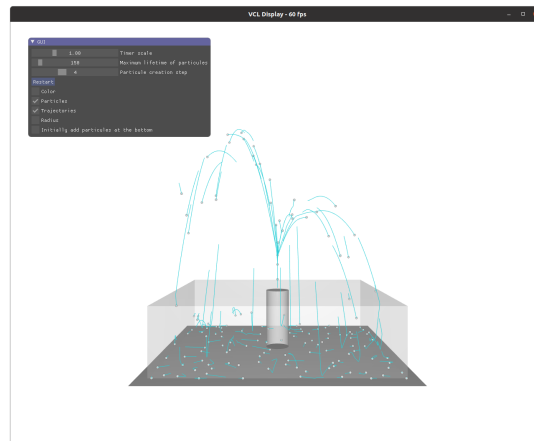 VCL Display - 60 fps
GUI
1.00 Timer scale
150 Maximum lifetime of particules
4 Particule creation step
Restart
Color
Particles
Trajectories
Radius
Initially add particules at the bottom